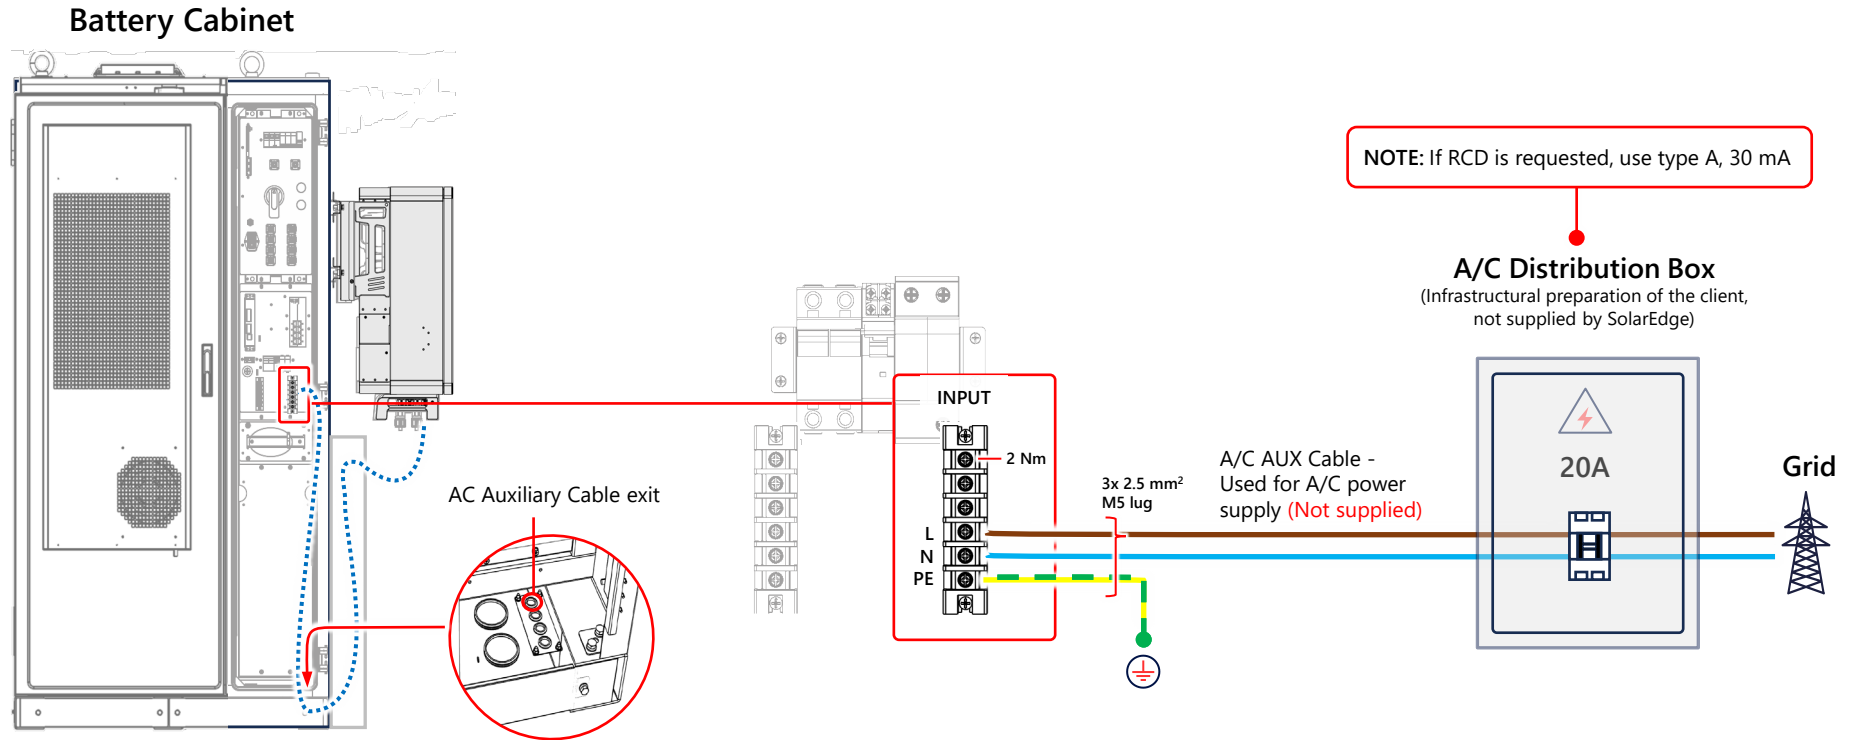 Battery Cabinet
NOTE: If RCD is requested, use type A, 30 mA
A/C Distribution Box
(Infrastructural preparation of the client,
not supplied by SolarEdge)
INPUT
2 Nm
L
N
PE
3x 2.5 mm²
M5 lug
A/C AUX Cable -
Used for A/C power
supply (Not supplied)
20A
Grid
AC Auxiliary Cable exit